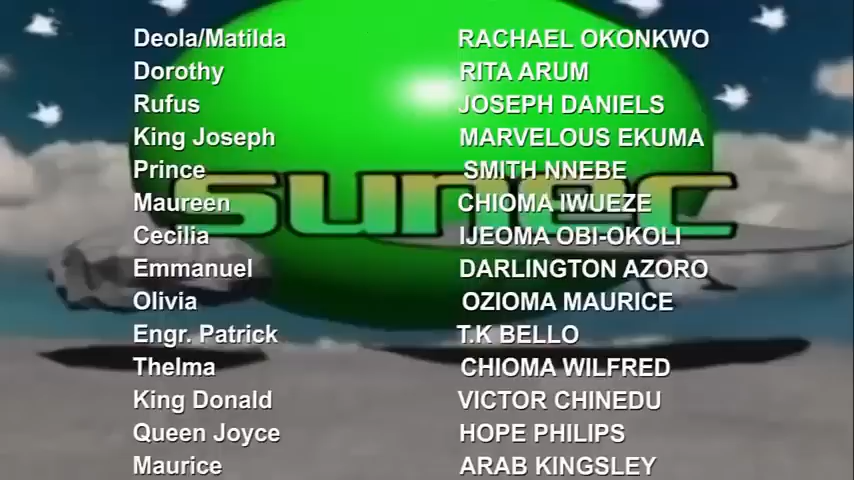 Deola/Matilda RACHAEL OKONKWO
Dorothy RITA ARUM
Rufus JOSEPH DANIELS
King Joseph MARVELOUS EKUMA
Prince SMITH NNEBE
sunec
Maureen CHIOMA IWUEZE
Cecilia IJEOMA OBI-OKOLI
Emmanuel DARLINGTON AZORO
Olivia OZIOMA MAURICE
Engr. Patrick T.K BELLO
Thelma CHIOMA WILFRED
King Donald VICTOR CHINEDU
Queen Joyce HOPE PHILIPS
Maurice ARAB KINGSLEY